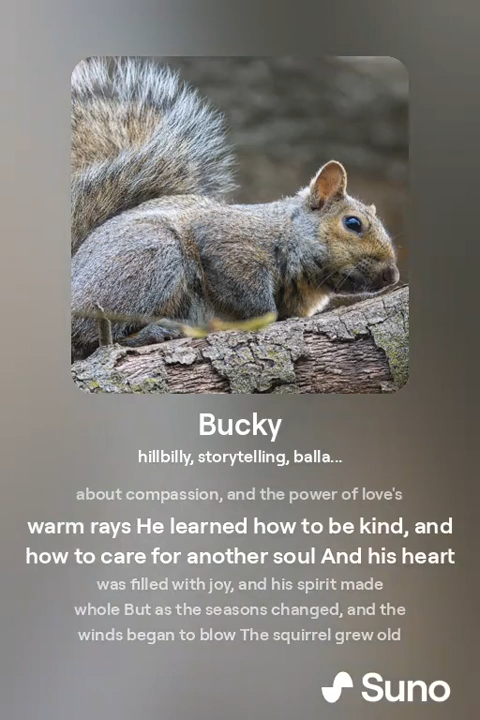 Bucky
hillbilly, storytelling, balla...
about compassion, and the power of love's
warm rays He learned how to be kind, and
how to care for another soul And his heart
was filled with joy, and his spirit made
whole But as the seasons changed, and the
winds began to blow The squirrel grew old
Suno